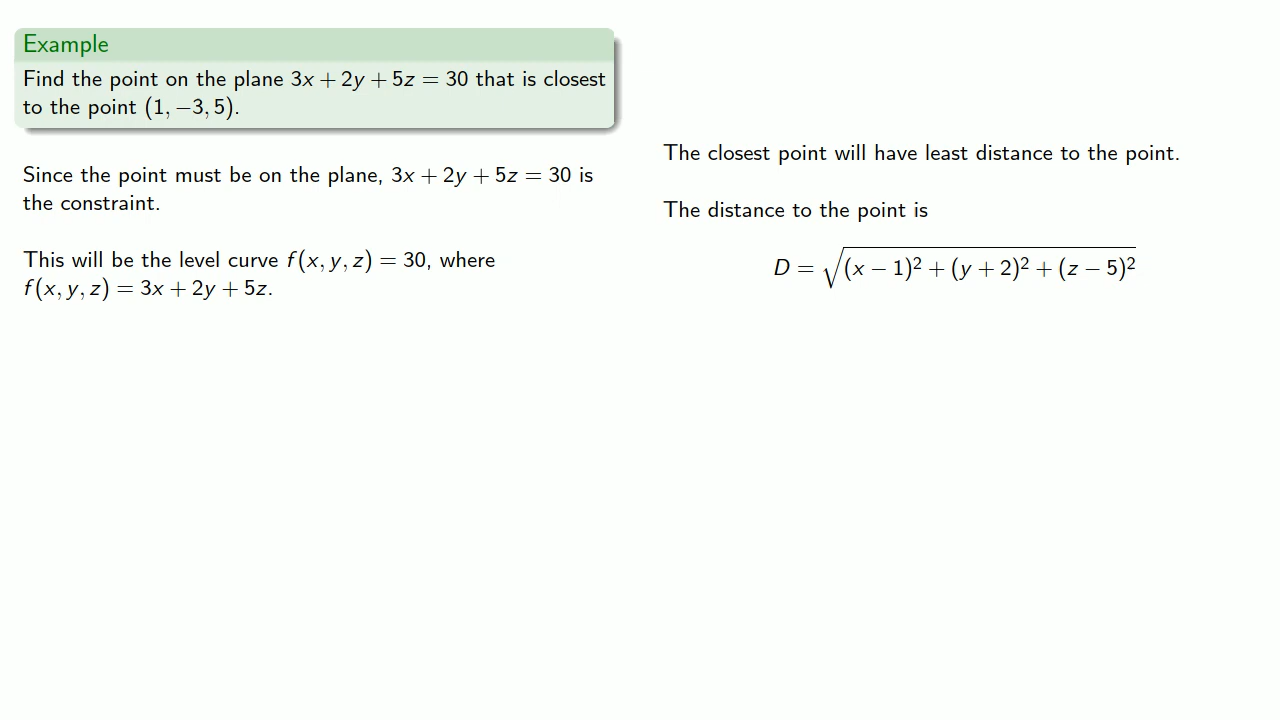 Example
Find the point on the plane 3x + 2y + 5z = 30 that is closest
to the point (1, −3, 5).
Since the point must be on the plane, 3x + 2y + 5z = 30 is
the constraint.
This will be the level curve f(x, y, z) = 30, where
f(x, y, z) = 3x + 2y + 5z.
The closest point will have least distance to the point.
The distance to the point is
D = √(x − 1)² + (y + 2)² + (z − 5)²